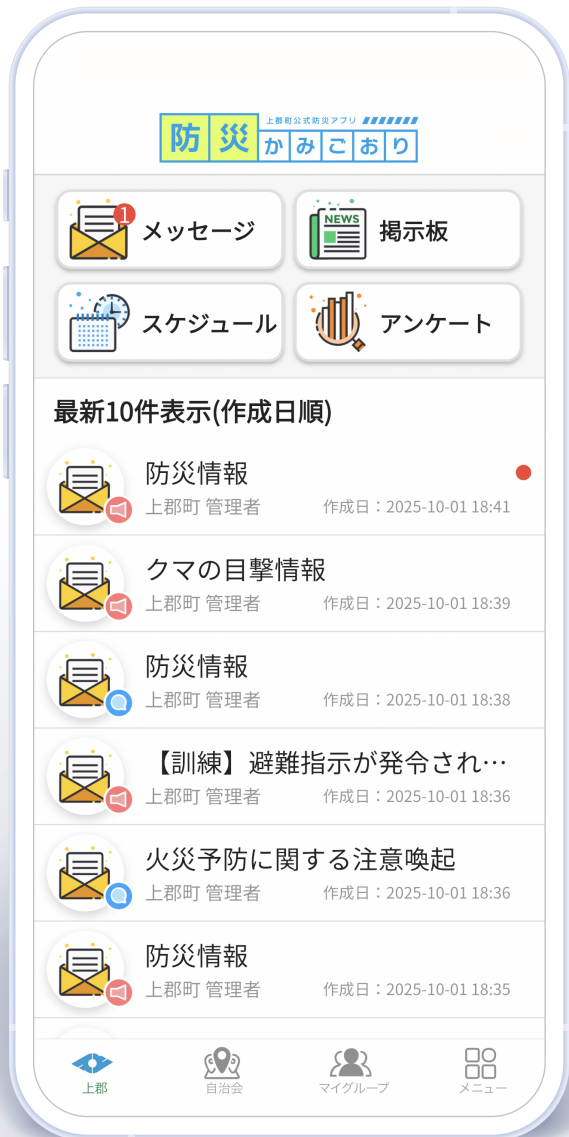 上郡町公式防災アプリ
防災かみごおり
1
メッセージ
NEWS
掲示板
スケジュール
アンケート
最新10件表示(作成日順)
防災情報
上郡町 管理者 作成日：2025-10-01 18:41
クマの目撃情報
上郡町 管理者 作成日：2025-10-01 18:39
防災情報
上郡町 管理者 作成日：2025-10-01 18:38
【訓練】避難指示が発令され…
上郡町 管理者 作成日：2025-10-01 18:36
火災予防に関する注意喚起
上郡町 管理者 作成日：2025-10-01 18:36
防災情報
上郡町 管理者 作成日：2025-10-01 18:35
上郡
自治会
マイグループ
メニュー